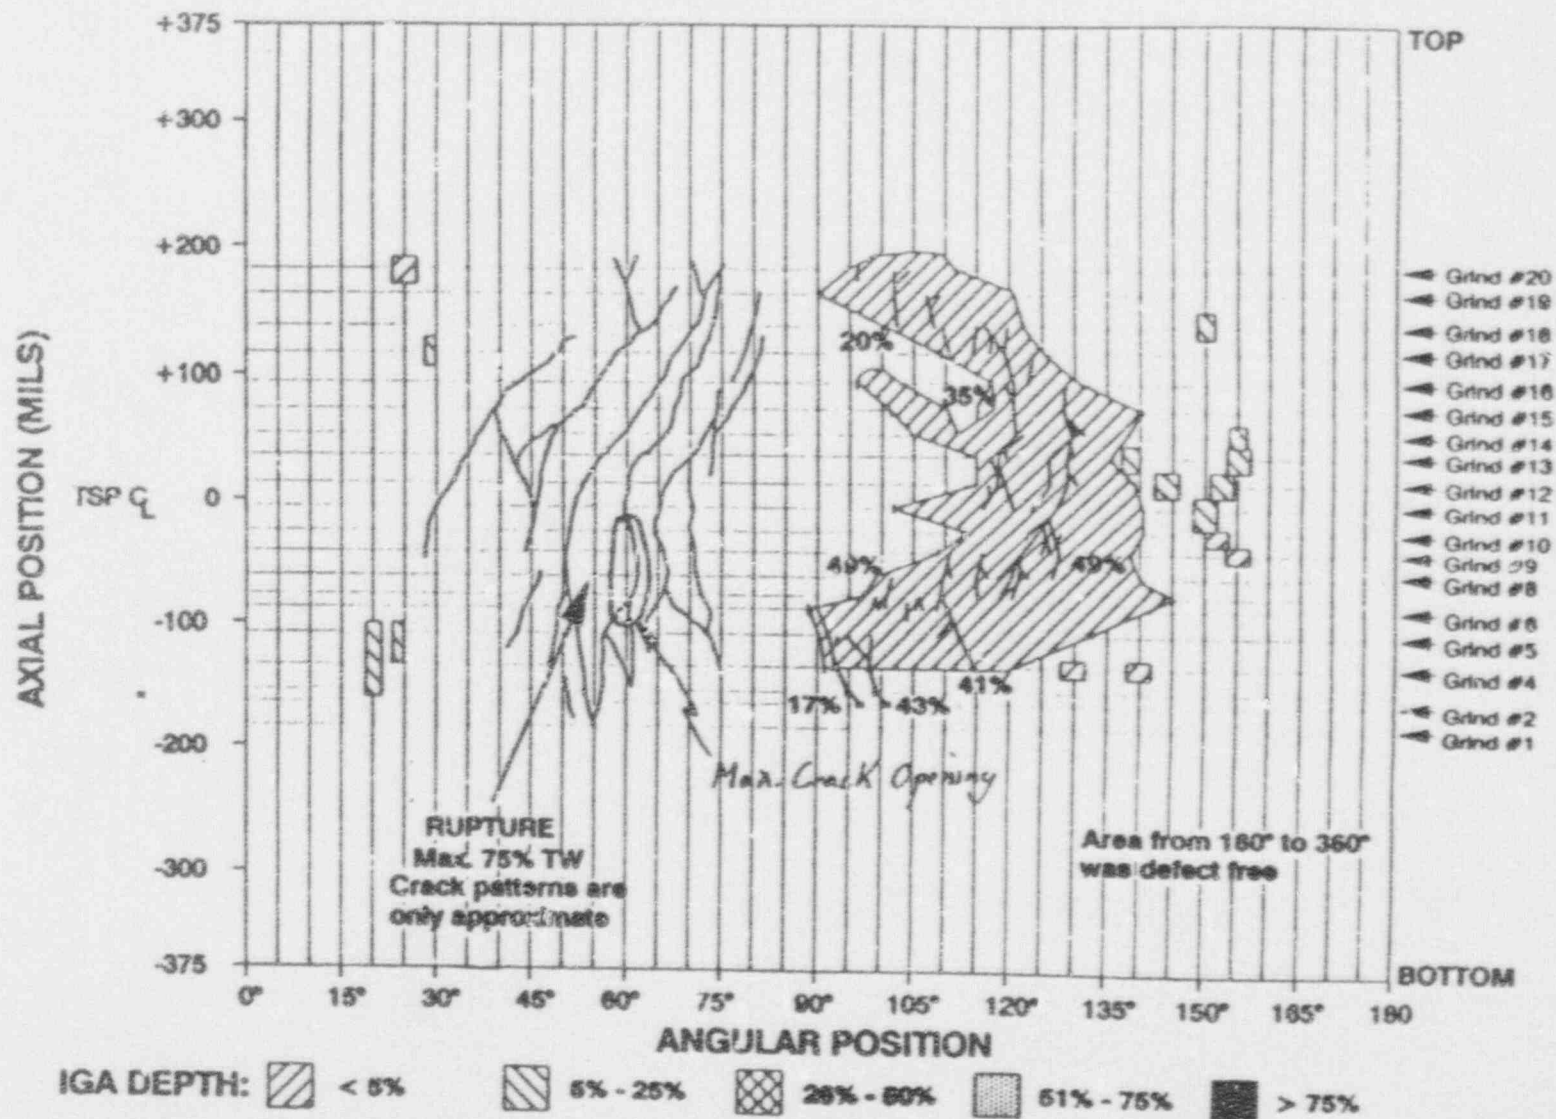 +375
TOP
+300
+200
Grind #20
Grind #19
Grind #18
20%
Grind #17
+100
35%
Grind #16
Grind #15
Grind #14
Grind #13
TSP CL
0
Grind #12
Grind #11
Grind #10
49%
49%
Grind #9
Grind #8
-100
Grind #6
Grind #5
41%
Grind #4
17%
43%
Grind #2
-200
Grind #1
Max. Crack Opening
RUPTURE
Max. 75% TW
Crack patterns are
only approximate
Area from 180° to 360°
was defect free
-300
-375
BOTTOM
AXIAL POSITION (MILS)
0° 15° 30° 45° 60° 75° 90° 105° 120° 135° 150° 165° 180
ANGULAR POSITION
IGA DEPTH: < 5% 5% - 25% 26% - 50% 51% - 75% > 75%